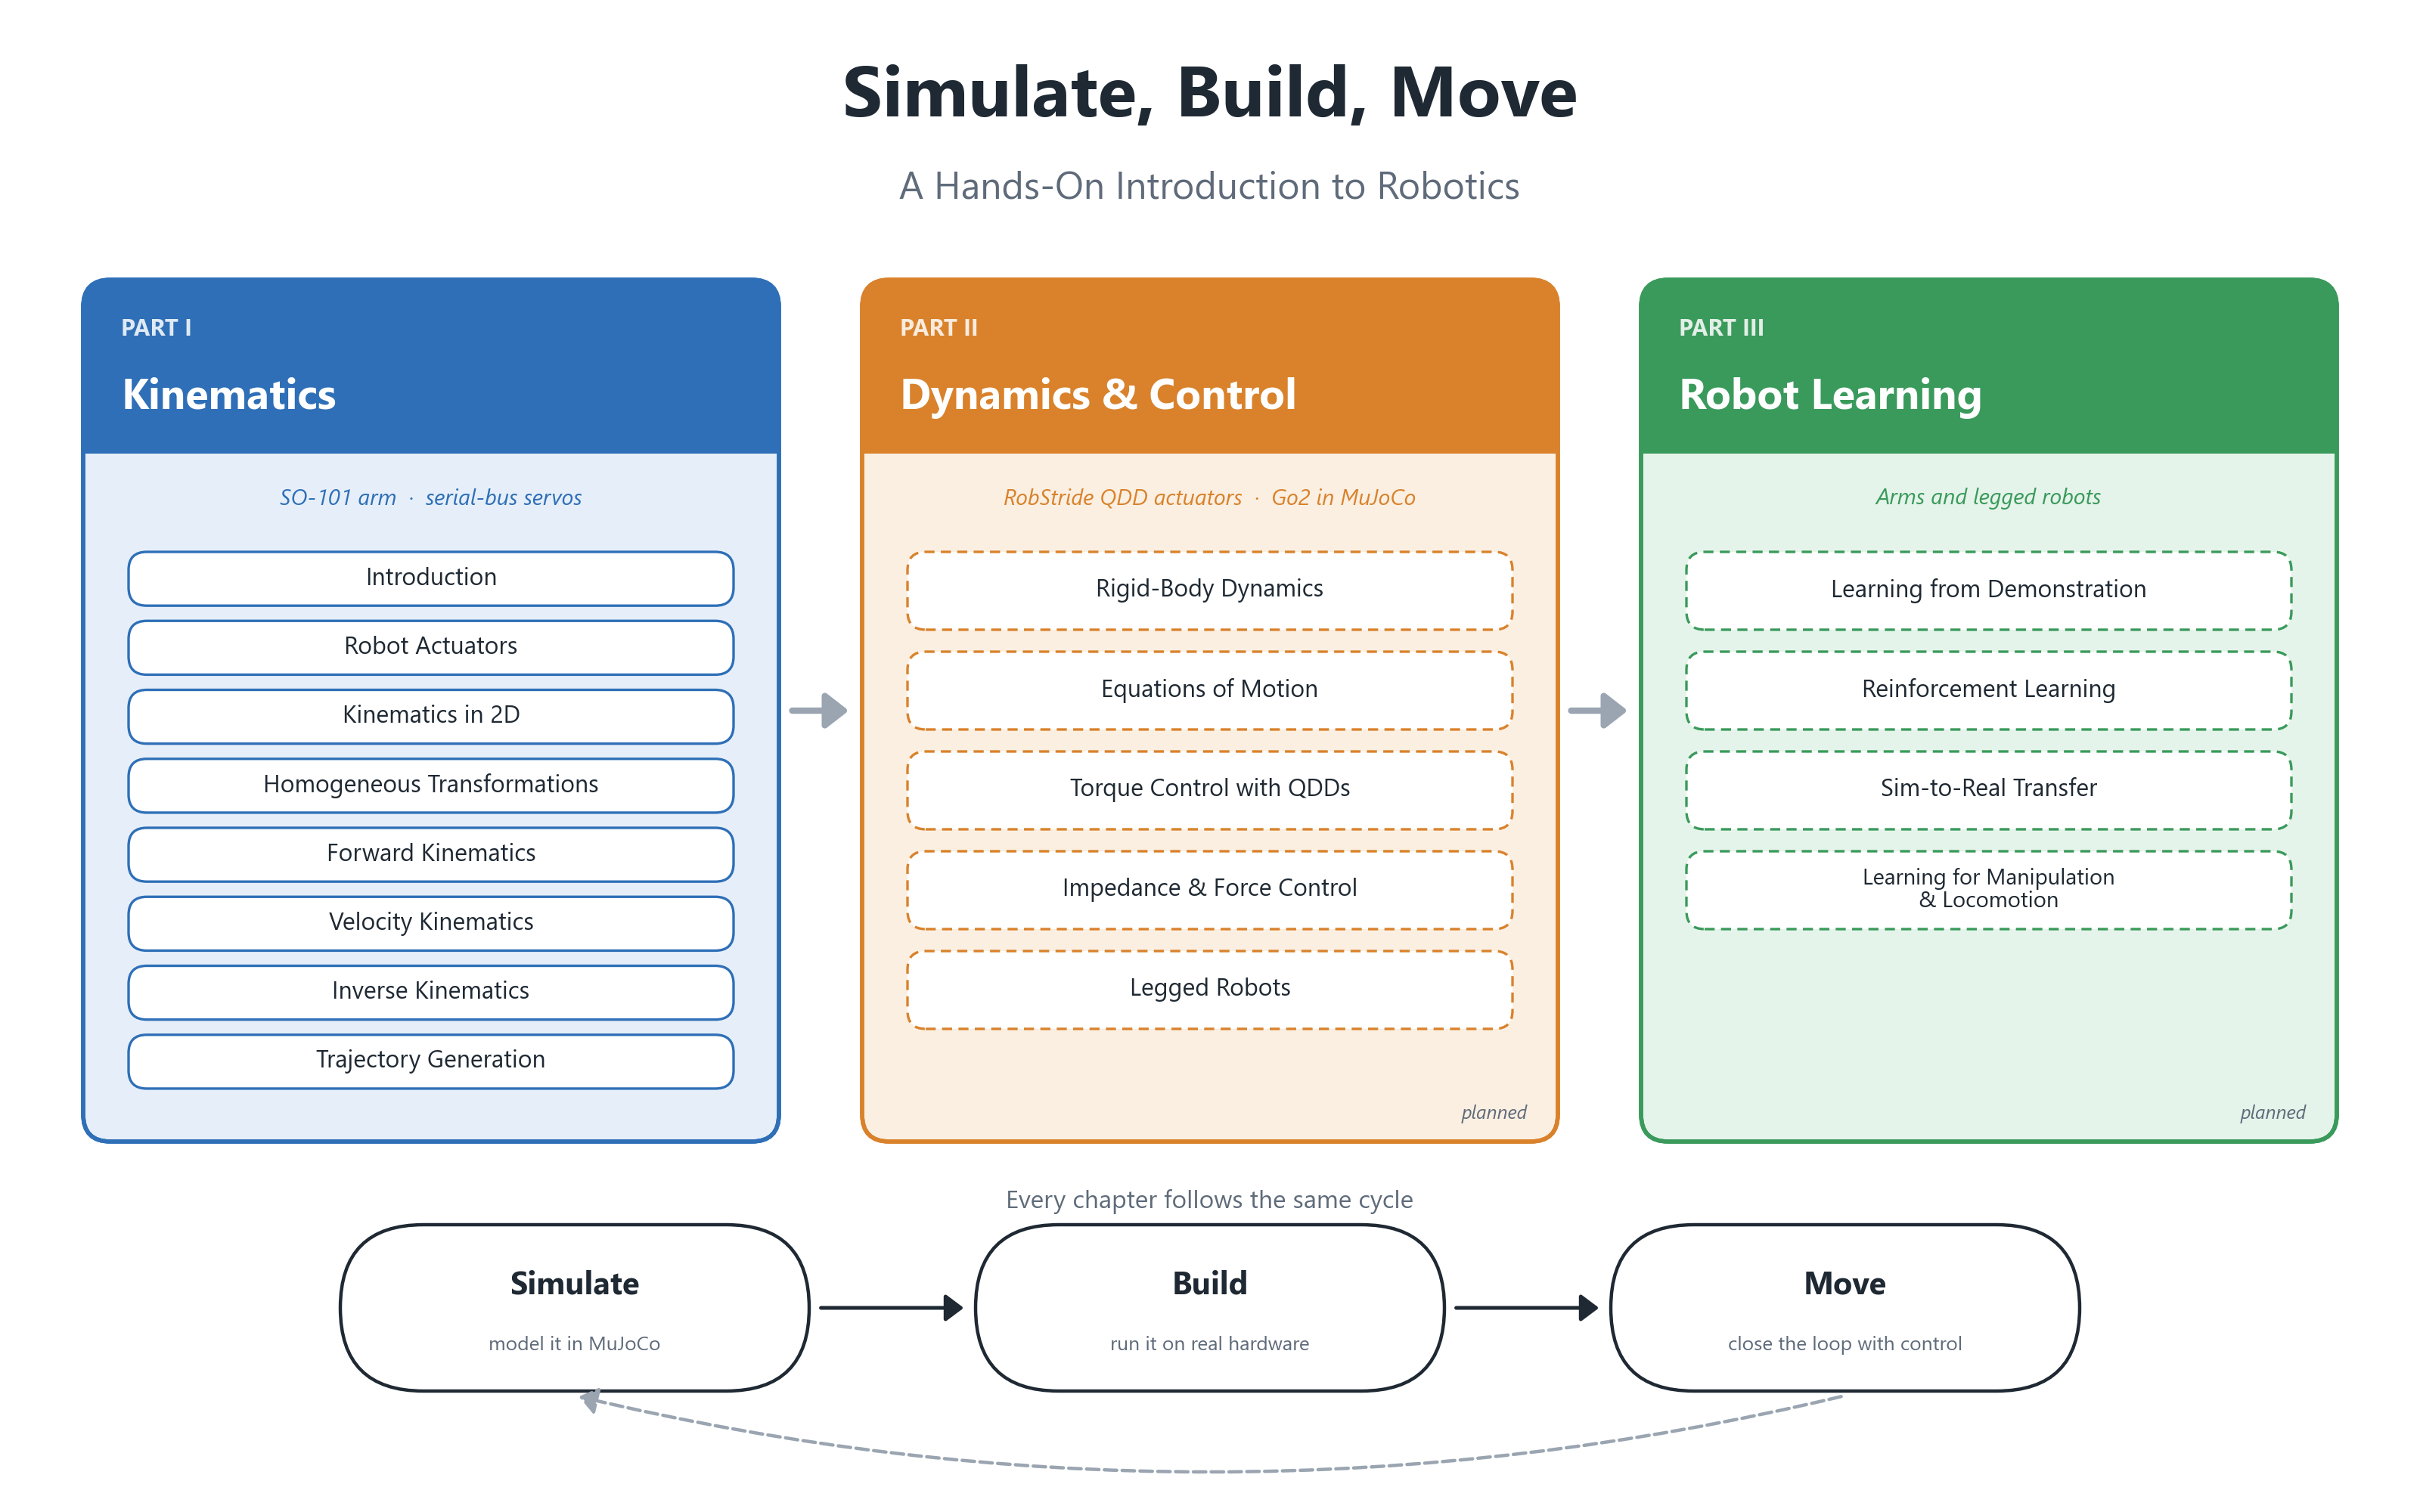 Simulate, Build, Move
A Hands-On Introduction to Robotics
PART I
Kinematics
SO-101 arm · serial-bus servos
Introduction
Robot Actuators
Kinematics in 2D
Homogeneous Transformations
Forward Kinematics
Velocity Kinematics
Inverse Kinematics
Trajectory Generation
PART II
Dynamics & Control
RobStride QDD actuators · Go2 in MuJoCo
Rigid-Body Dynamics
Equations of Motion
Torque Control with QDDs
Impedance & Force Control
Legged Robots
planned
PART III
Robot Learning
Arms and legged robots
Learning from Demonstration
Reinforcement Learning
Sim-to-Real Transfer
Learning for Manipulation
& Locomotion
planned
Every chapter follows the same cycle
Simulate
model it in MuJoCo
Build
run it on real hardware
Move
close the loop with control